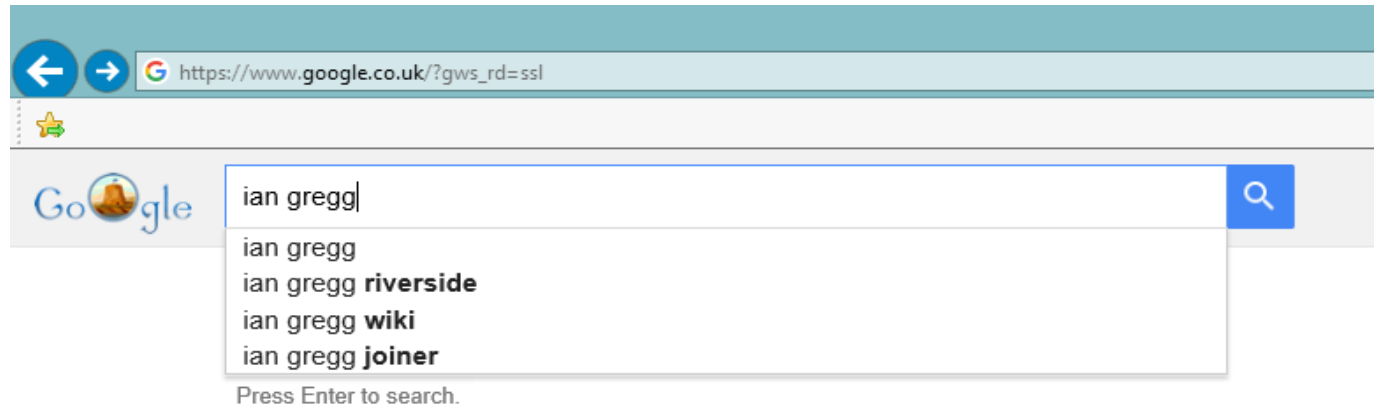 https://www.google.co.uk/?gws_rd=ssl
Google
ian gregg
ian gregg
ian gregg riverside
ian gregg wiki
ian gregg joiner
Press Enter to search.